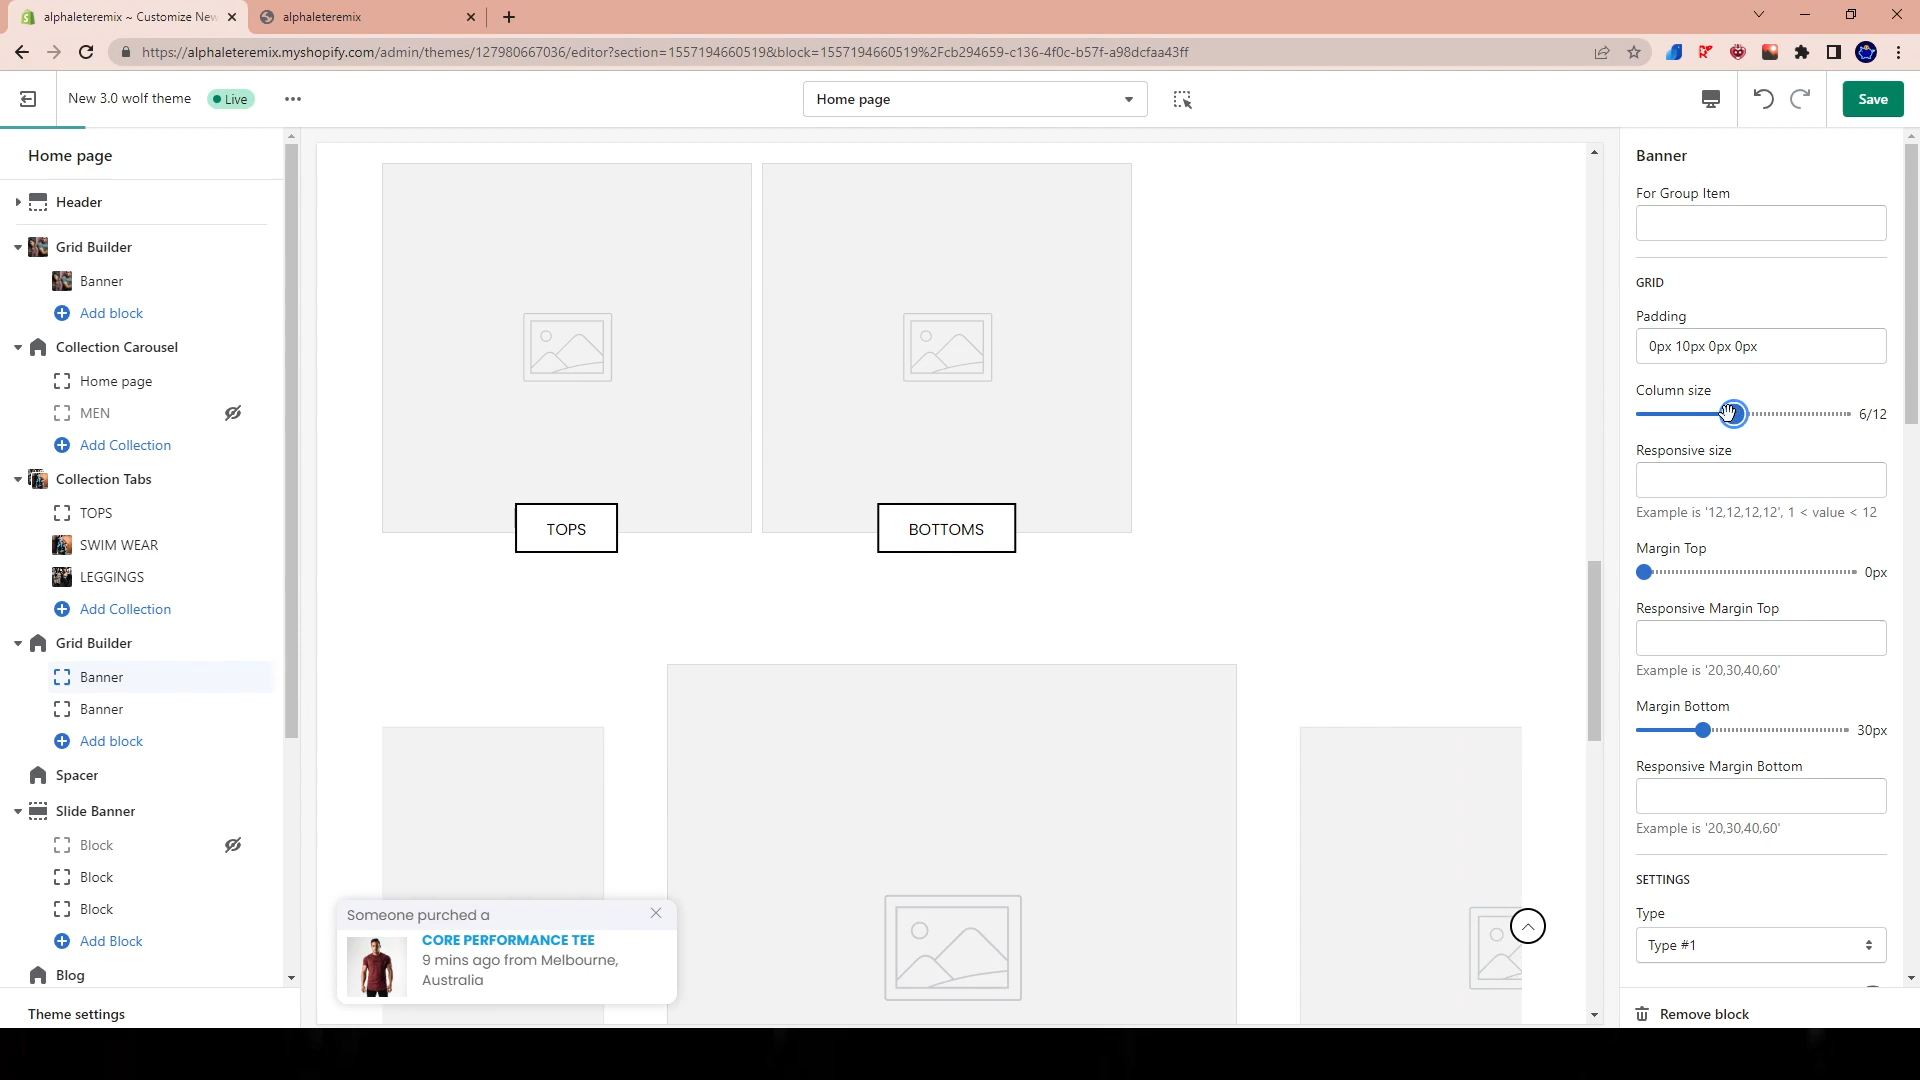 alphaleteremix ~ Customize New
alphaleteremix
https://alphaleteremix.myshopify.com/admin/themes/127980667036/editor?section=1557194660519&block=1557194660519%2Fcb294659-c136-4f0c-b57f-a98dcfaa43ff
New 3.0 wolf theme
Live
Home page
Save
Home page
Header
Grid Builder
Banner
Add block
Collection Carousel
Home page
MEN
Add Collection
Collection Tabs
TOPS
SWIM WEAR
LEGGINGS
Add Collection
Grid Builder
Banner
Banner
Add block
Spacer
Slide Banner
Block
Block
Block
Add Block
Blog
Theme settings
TOPS
BOTTOMS
Someone purched a
CORE PERFORMANCE TEE
9 mins ago from Melbourne,
Australia
Banner
For Group Item
GRID
Padding
0px 10px 0px 0px
Column size
6/12
Responsive size
Example is '12,12,12,12', 1 < value < 12
Margin Top
0px
Responsive Margin Top
Example is '20,30,40,60'
Margin Bottom
30px
Responsive Margin Bottom
Example is '20,30,40,60'
SETTINGS
Type
Type #1
Remove block